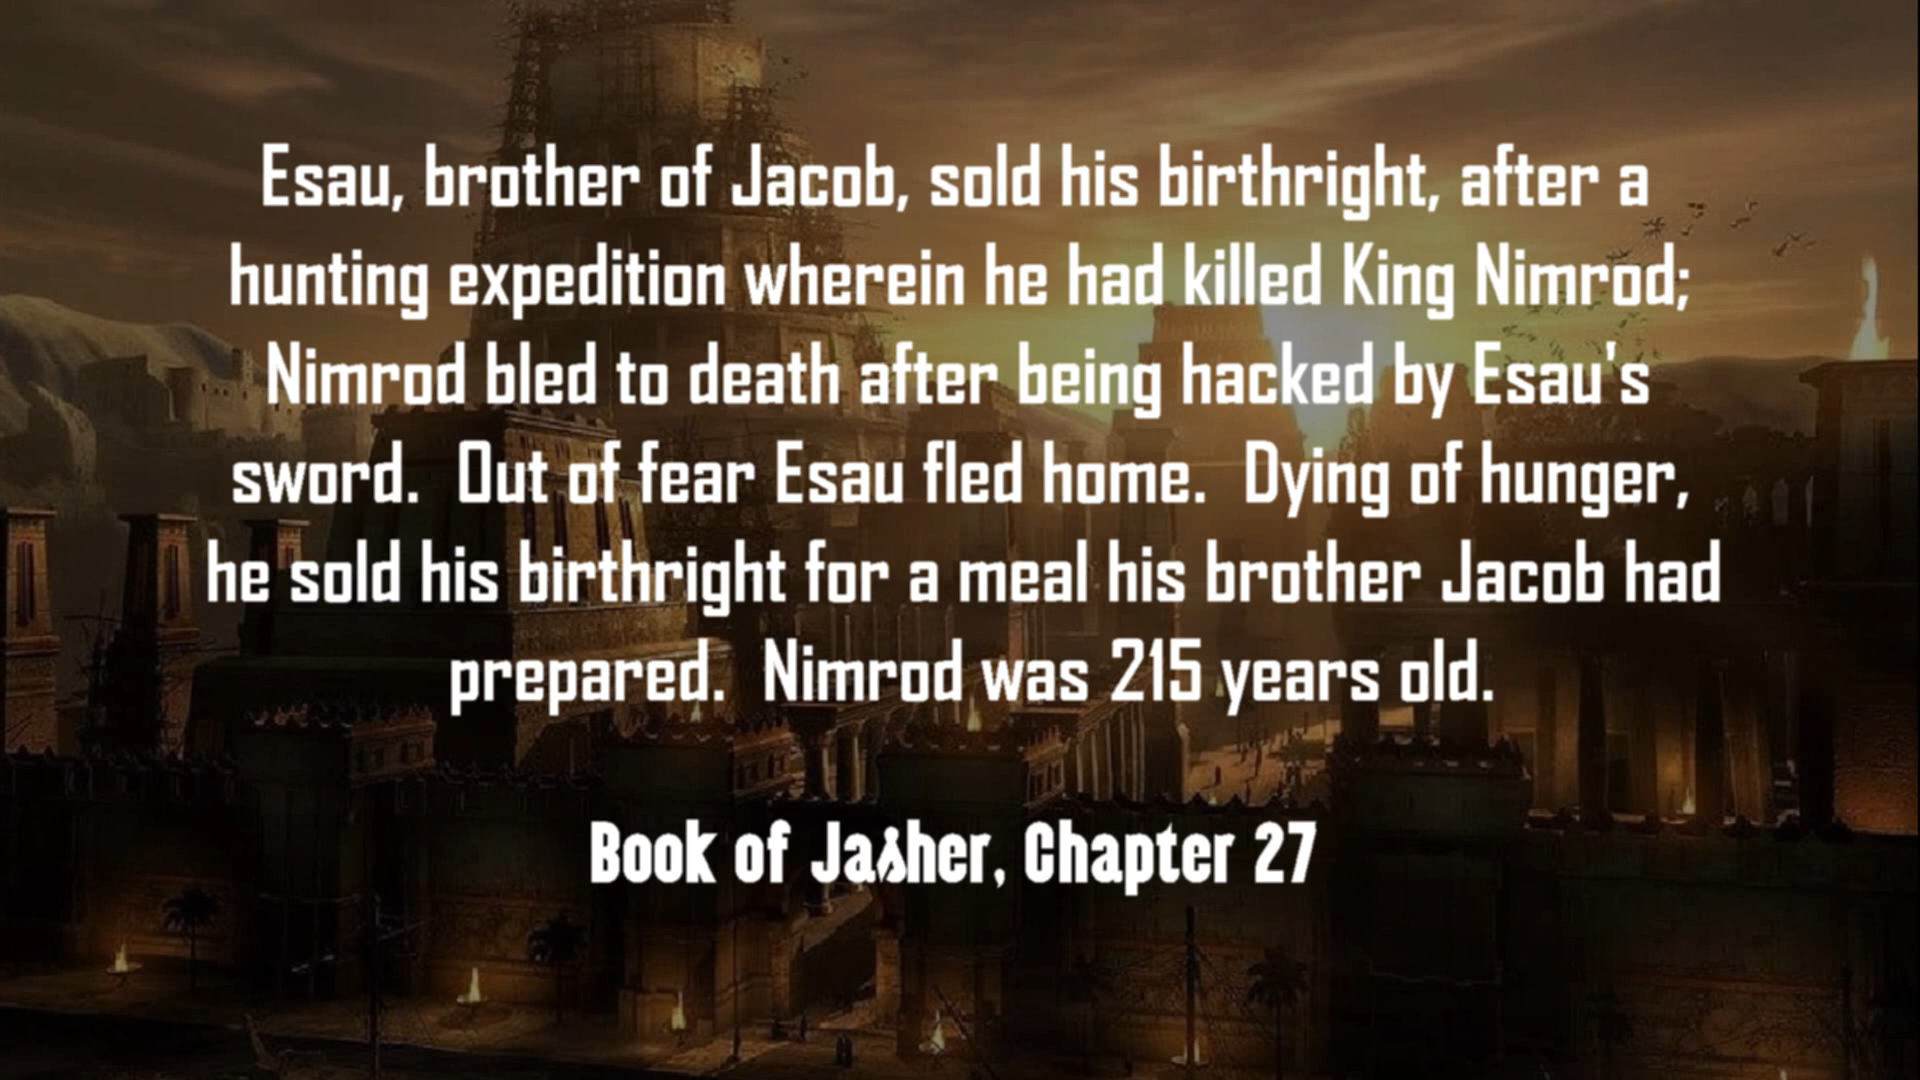 Esau, brother of Jacob, sold his birthright, after a
hunting expedition wherein he had killed King Nimrod;
Nimrod bled to death after being hacked by Esau's
sword.  Out of fear Esau fled home.  Dying of hunger,
he sold his birthright for a meal his brother Jacob had
prepared.  Nimrod was 215 years old.
Book of Jasher, Chapter 27